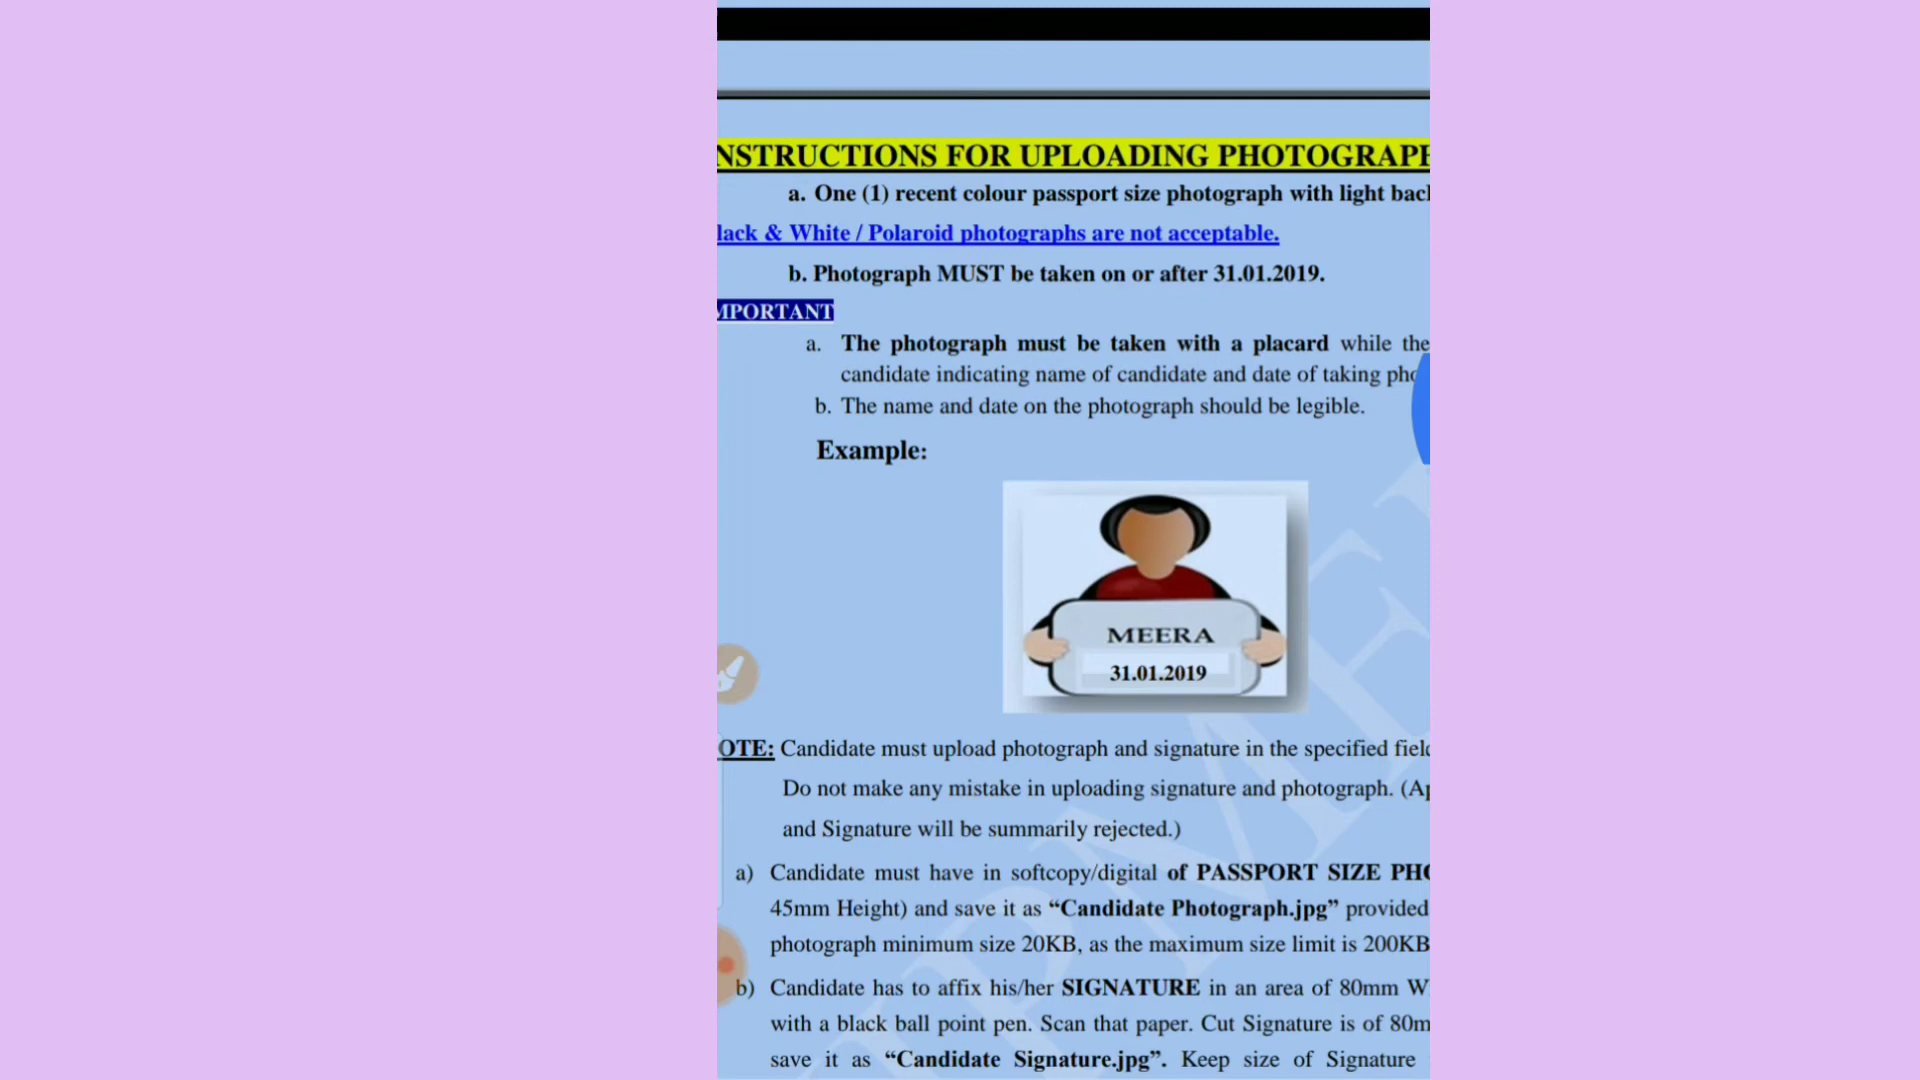 NSTRUCTIONS FOR UPLOADING PHOTOGRAPH
a. One (1) recent colour passport size photograph with light bac
lack & White / Polaroid photographs are not acceptable.
b. Photograph MUST be taken on or after 31.01.2019.
MPORTANT
a. The photograph must be taken with a placard while the
candidate indicating name of candidate and date of taking pho
b. The name and date on the photograph should be legible.
Example:
MEERA
31.01.2019
OTE: Candidate must upload photograph and signature in the specified field
Do not make any mistake in uploading signature and photograph. (Ap
and Signature will be summarily rejected.)
a) Candidate must have in softcopy/digital of PASSPORT SIZE PHO
45mm Height) and save it as “Candidate Photograph.jpg” provided
photograph minimum size 20KB, as the maximum size limit is 200KB
b) Candidate has to affix his/her SIGNATURE in an area of 80mm W
with a black ball point pen. Scan that paper. Cut Signature is of 80m
save it as “Candidate Signature.jpg”. Keep size of Signature